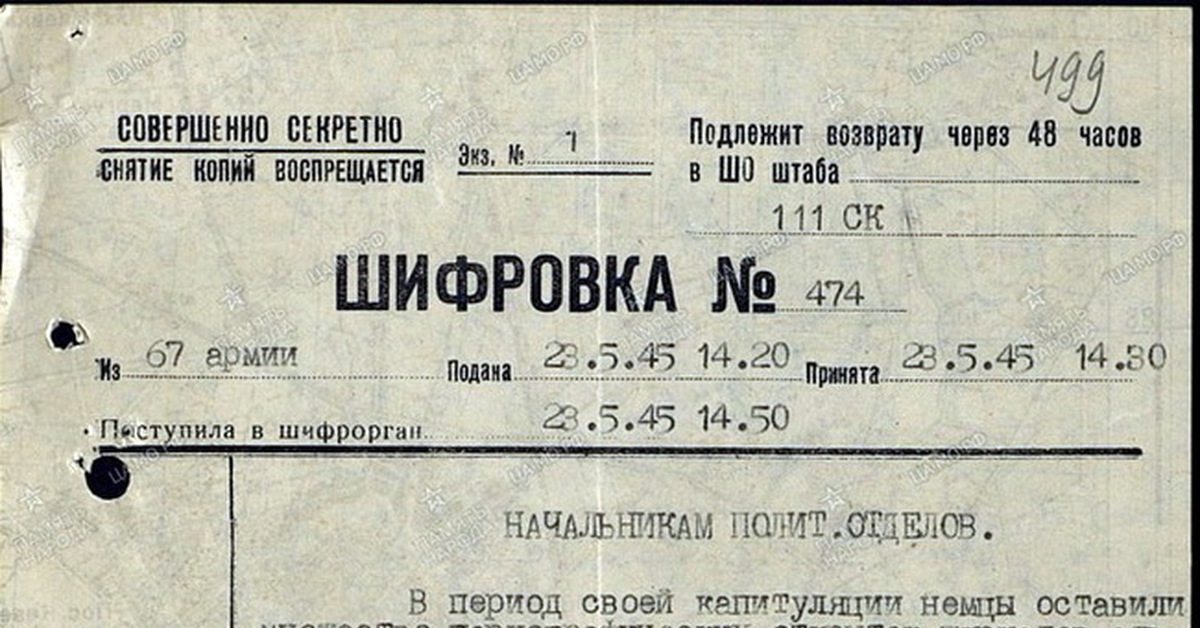 499
СОВЕРШЕННО СЕКРЕТНО
СНЯТИЕ КОПИЙ ВОСПРЕЩАЕТСЯ
Экз. № 1
Подлежит возврату через 48 часов
в ШО штаба
111 СК
ШИФРОВКА № 474
Из 67 армии Подана 23.5.45 14.20 Принята 23.5.45 14.30
Поступила в шифрорган 23.5.45 14.50
НАЧАЛЬНИКАМ ПОЛИТ.ОТДЕЛОВ.
В период своей капитуляции немцы оставили